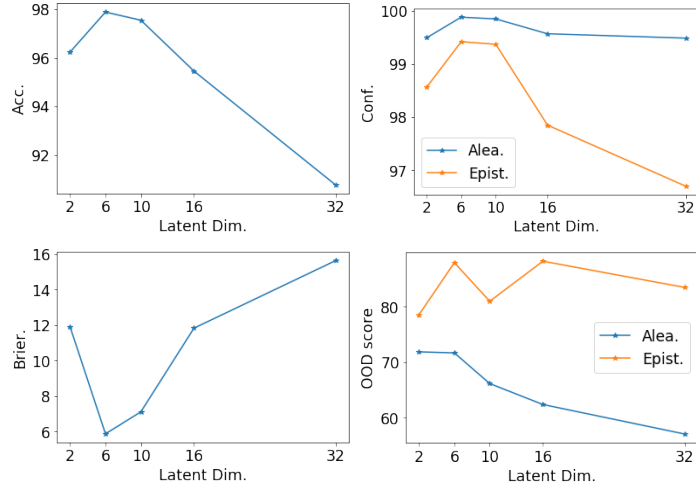 98
96
94
92
Acc.
2 6 10 16 32
Latent Dim.
100
99
98
97
Conf.
Alea.
Epist.
2 6 10 16 32
Latent Dim.
16
14
12
10
8
6
Brier.
2 6 10 16 32
Latent Dim.
80
70
60
OOD score
Alea.
Epist.
2 6 10 16 32
Latent Dim.